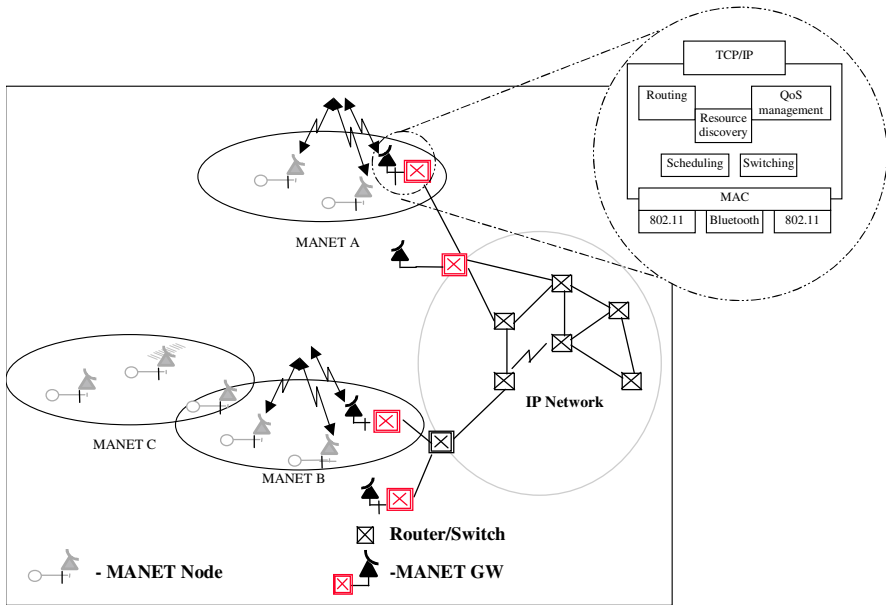 TCP/IP
Routing
QoS
management
Resource
discovery
Scheduling
Switching
MAC
802.11
Bluetooth
802.11
MANET A
IP Network
MANET C
MANET B
Router/Switch
- MANET Node
-MANET GW